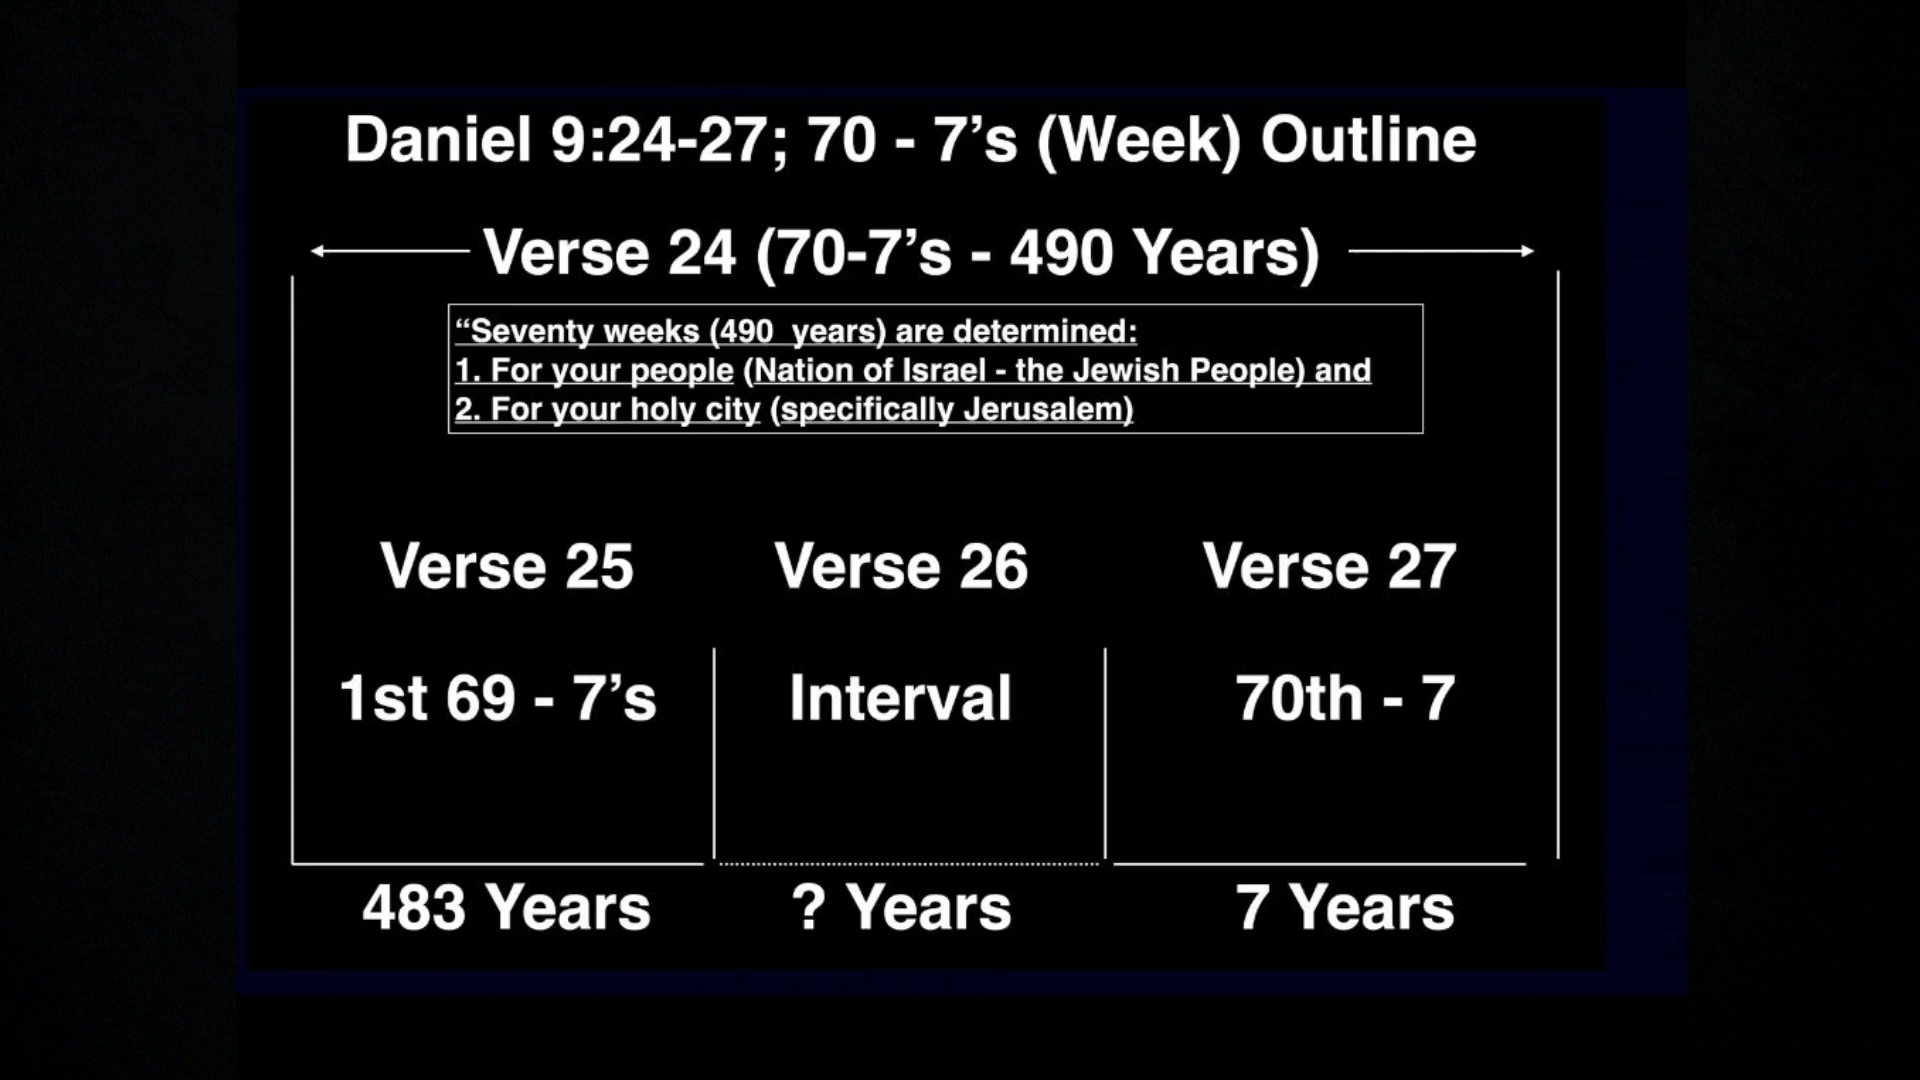 Daniel 9:24-27; 70 - 7’s (Week) Outline
Verse 24 (70-7’s - 490 Years)
“Seventy weeks (490  years) are determined:
1. For your people (Nation of Israel - the Jewish People) and
2. For your holy city (specifically Jerusalem)
Verse 25
Verse 26
Verse 27
1st 69 - 7’s
Interval
70th - 7
483 Years
? Years
7 Years